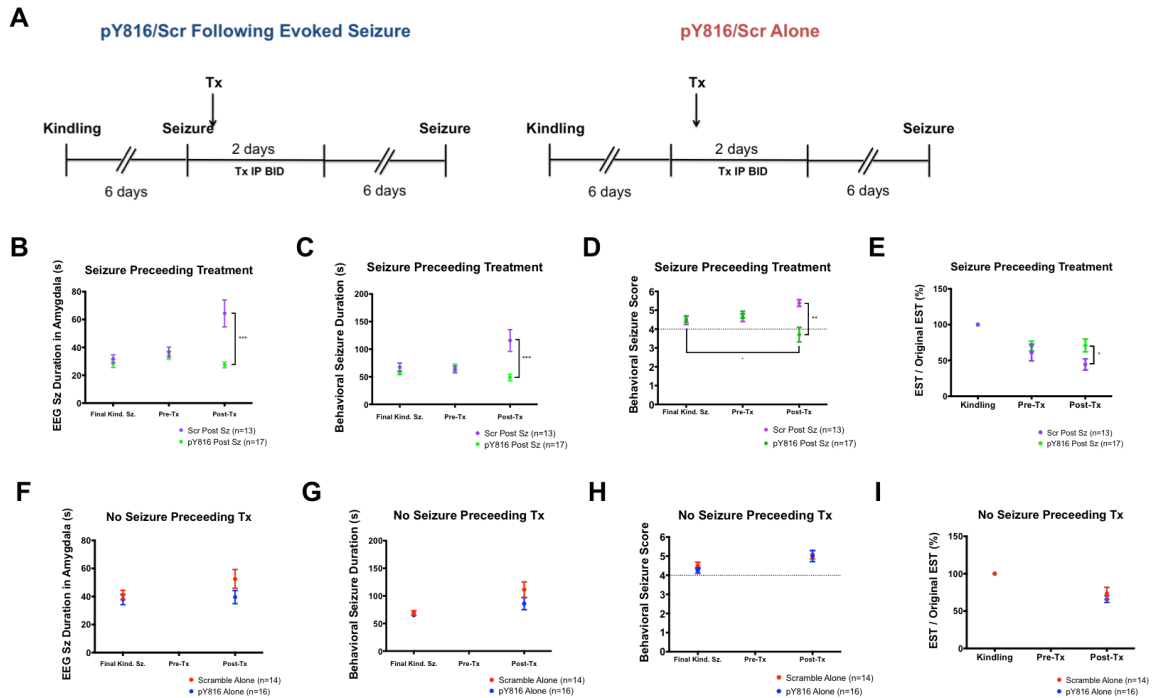 A
pY816/Scr Following Evoked Seizure
pY816/Scr Alone
Tx
Tx
Kindling
Seizure
Seizure
Kindling
Seizure
2 days
2 days
Tx IP BID
Tx IP BID
6 days
6 days
6 days
6 days
B
C
D
E
Seizure Preceeding Treatment
Seizure Preceeding Treatment
Seizure Preceeding Treatment
Seizure Preceeding Treatment
EEG Sz Duration in Amygdala (s)
80
60
40
20
0
***
Final Kind. Sz.
Pre-Tx
Post-Tx
Scr Post Sz (n=13)
pY816 Post Sz (n=17)
Behavioral Seizure Duration (s)
200
150
100
50
0
***
Final Kind. Sz.
Pre-Tx
Post-Tx
Scr Post Sz (n=13)
pY816 Post Sz (n=17)
Behavioral Seizure Score
6
5
4
3
2
1
0
**
*
Final Kind. Sz.
Pre-Tx
Post-Tx
Scr Post Sz (n=13)
pY816 Post Sz (n=17)
EST / Original EST (%)
150
100
50
0
*
Kindling
Pre-Tx
Post-Tx
Scr Post Sz (n=13)
pY816 Post Sz (n=17)
F
G
H
I
No Seizure Preceeding Tx
No Seizure Preceeding Tx
No Seizure Preceeding Tx
No Seizure Preceeding Tx
EEG Sz Duration in Amygdala (s)
80
60
40
20
0
Final Kind. Sz.
Pre-Tx
Post-Tx
Scramble Alone (n=14)
pY816 Alone (n=16)
Behavioral Seizure Duration (s)
200
150
100
50
0
Final Kind. Sz.
Pre-Tx
Post-Tx
Scramble Alone (n=14)
pY816 Alone (n=16)
Behavioral Seizure Score
6
5
4
3
2
1
0
Final Kind. Sz.
Pre-Tx
Post-Tx
Scramble Alone (n=14)
pY816 Alone (n=16)
EST / Original EST (%)
150
100
50
0
Kindling
Pre-Tx
Post-Tx
Scramble Alone (n=14)
pY816 Alone (n=16)